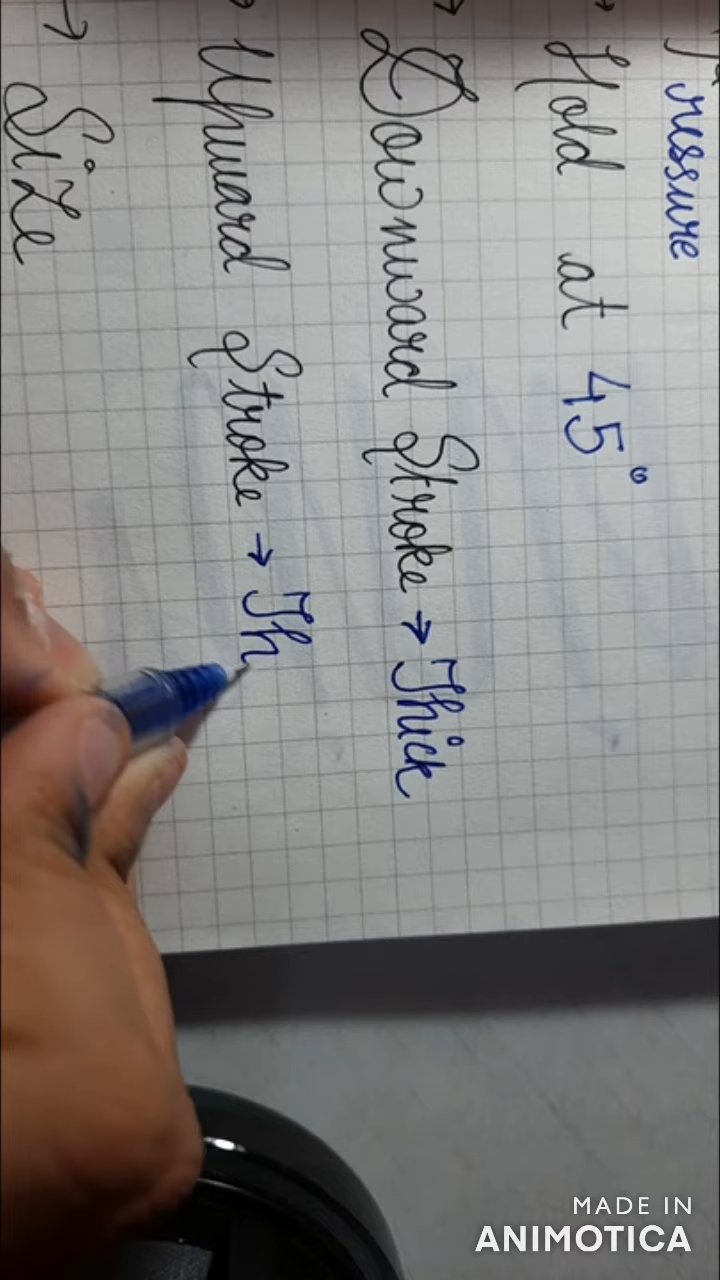 ressure
→ Hold at 45°
→ Downward Stroke → Thick
→ Upward Stroke → Th
→ Size
MADE IN
ANIMOTICA